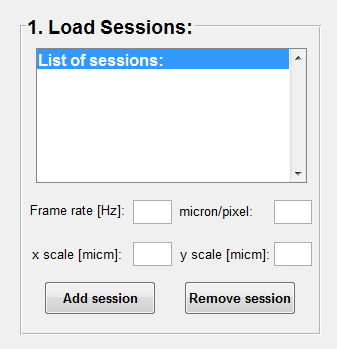 1. Load Sessions:
List of sessions:
Frame rate [Hz]: micron/pixel:
x scale [micm]: y scale [micm]:
Add session Remove session